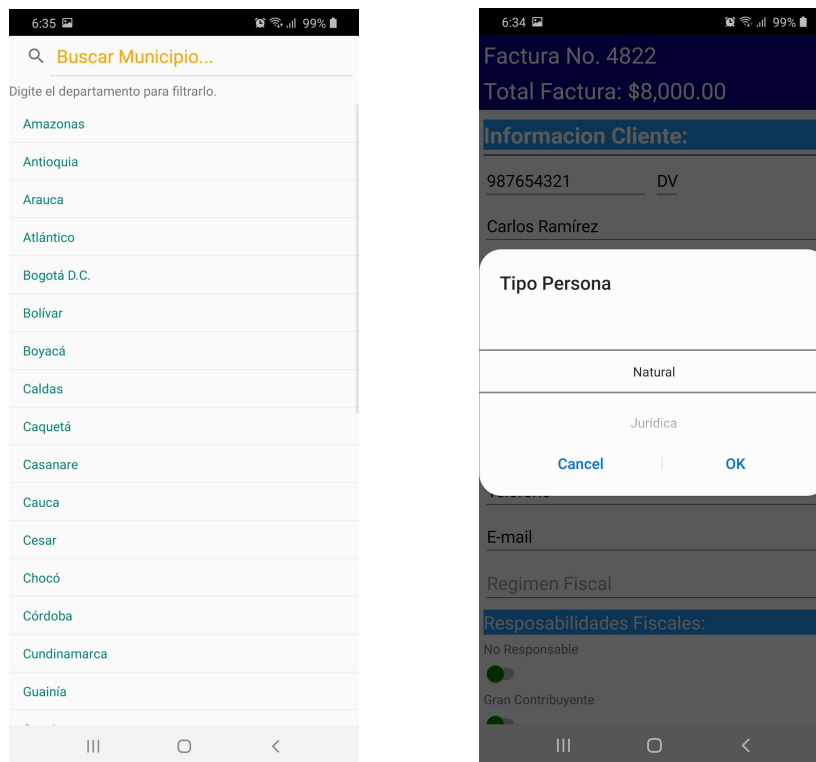 6:35
99%
Buscar Municipio...
Digite el departamento para filtrarlo.
Amazonas
Antioquia
Arauca
Atlántico
Bogotá D.C.
Bolívar
Boyacá
Caldas
Caquetá
Casanare
Cauca
Cesar
Chocó
Córdoba
Cundinamarca
Guainía
6:34
99%
Factura No. 4822
Total Factura: $8,000.00
Informacion Cliente:
987654321 DV
Carlos Ramírez
Tipo Persona
Natural
Juridica
Cancel OK
E-mail
Regimen Fiscal
Resposabilidades Fiscales:
No Responsable
Gran Contribuyente